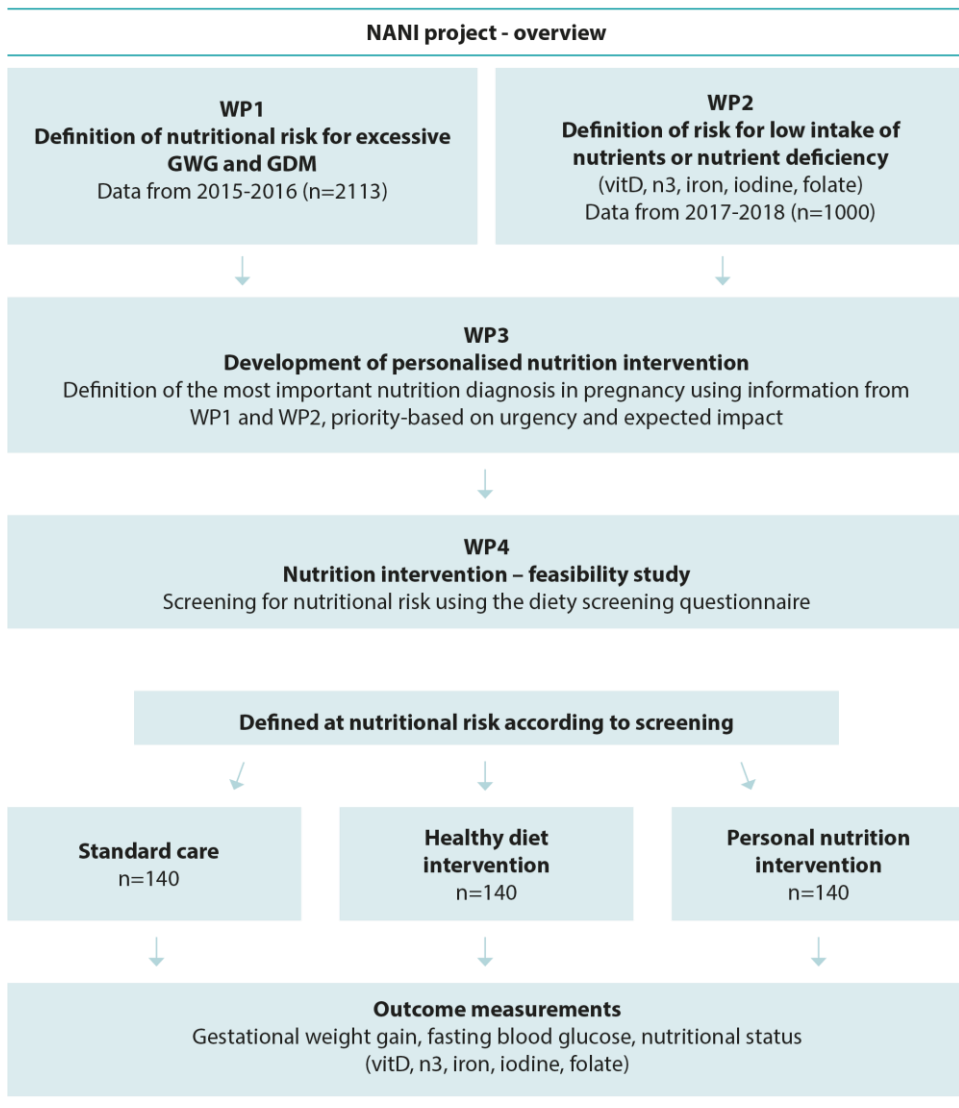 NANI project - overview
WP1
Definition of nutritional risk for excessive
GWG and GDM
Data from 2015-2016 (n=2113)
WP2
Definition of risk for low intake of
nutrients or nutrient deficiency
(vitD, n3, iron, iodine, folate)
Data from 2017-2018 (n=1000)
WP3
Development of personalised nutrition intervention
Definition of the most important nutrition diagnosis in pregnancy using information from
WP1 and WP2, priority-based on urgency and expected impact
WP4
Nutrition intervention – feasibility study
Screening for nutritional risk using the diety screening questionnaire
Defined at nutritional risk according to screening
Standard care
n=140
Healthy diet
intervention
n=140
Personal nutrition
intervention
n=140
Outcome measurements
Gestational weight gain, fasting blood glucose, nutritional status
(vitD, n3, iron, iodine, folate)